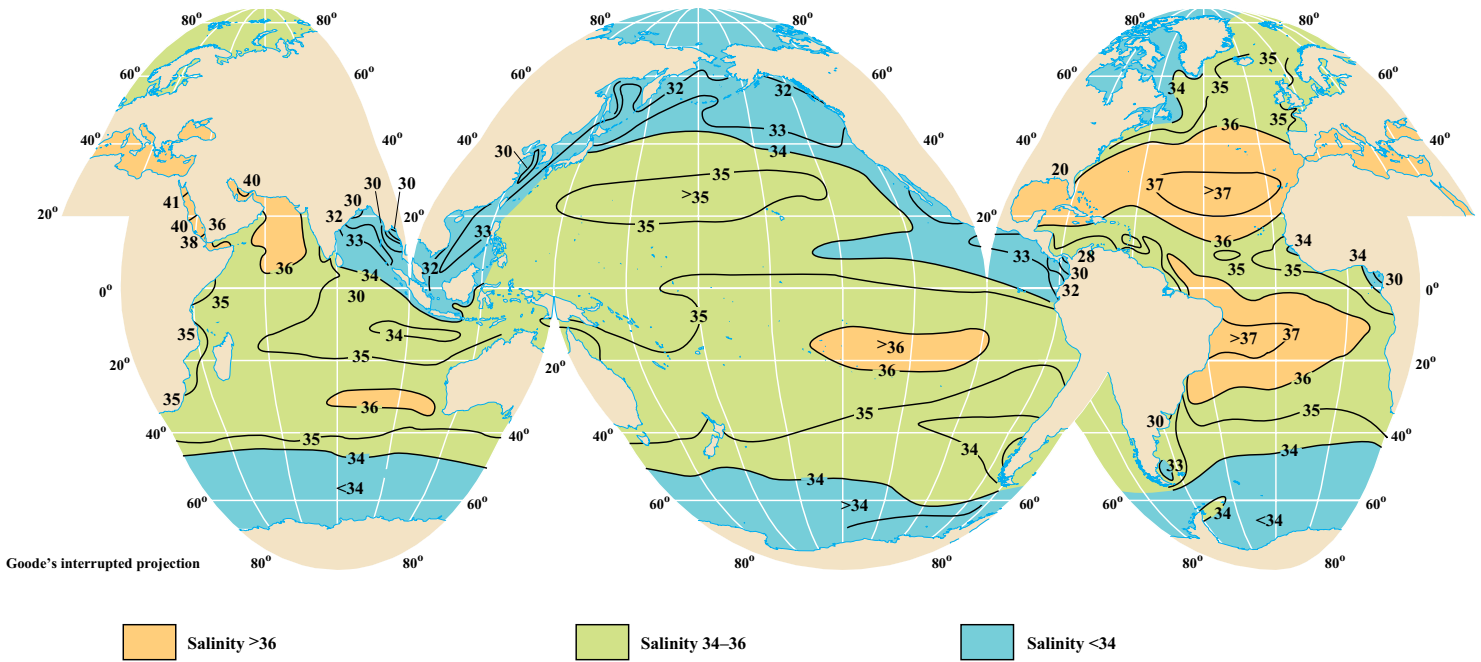 80° 80° 80° 80° 80° 80°
60° 60° 60° 60° 60° 60°
35
32 32 34 35
35
36
33
40° 40° 40° 40° 40° 40°
34
30
20
35
40 30 30 37 >37
41 30 >35
20° 32 20° 35 20° 20°
40 36 33 33 36 34
38 33 28 34
36 32 30 35 35 30
34 32
0° 30 0° 0°
35
35 35
34 >37 37
>36
20° 35 20° 36 20° 20°
36
35 36 35 35
30
40° 35 40° 40° 40°
34 34 34
33
34
<34
60° 60° >34 60° 60°
34 <34
Goode's interrupted projection 80° 80° 80° 80° 80° 80°
Salinity >36 Salinity 34–36 Salinity <34